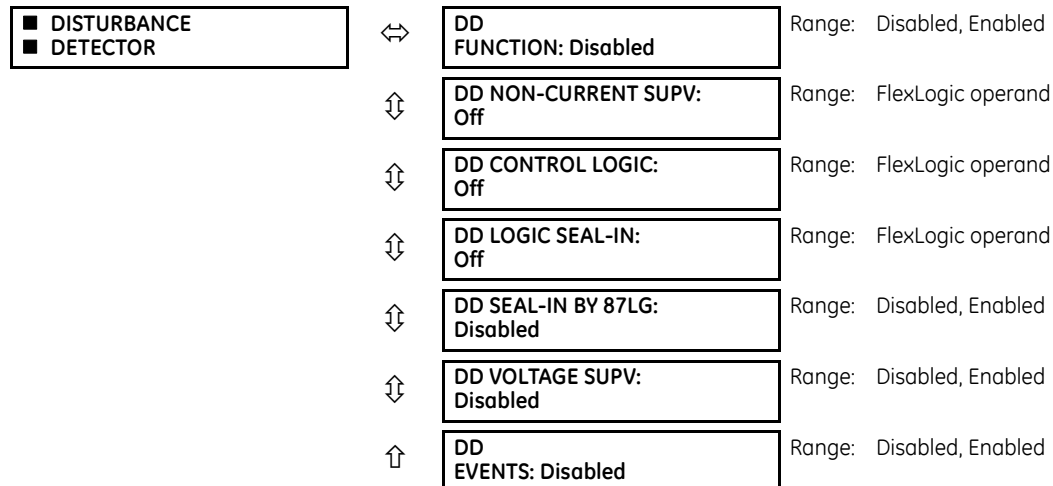 ■ DISTURBANCE
■ DETECTOR
DD
FUNCTION: Disabled
Range: Disabled, Enabled
DD NON-CURRENT SUPV:
Off
Range: FlexLogic operand
DD CONTROL LOGIC:
Off
Range: FlexLogic operand
DD LOGIC SEAL-IN:
Off
Range: FlexLogic operand
DD SEAL-IN BY 87LG:
Disabled
Range: Disabled, Enabled
DD VOLTAGE SUPV:
Disabled
Range: Disabled, Enabled
DD
EVENTS: Disabled
Range: Disabled, Enabled